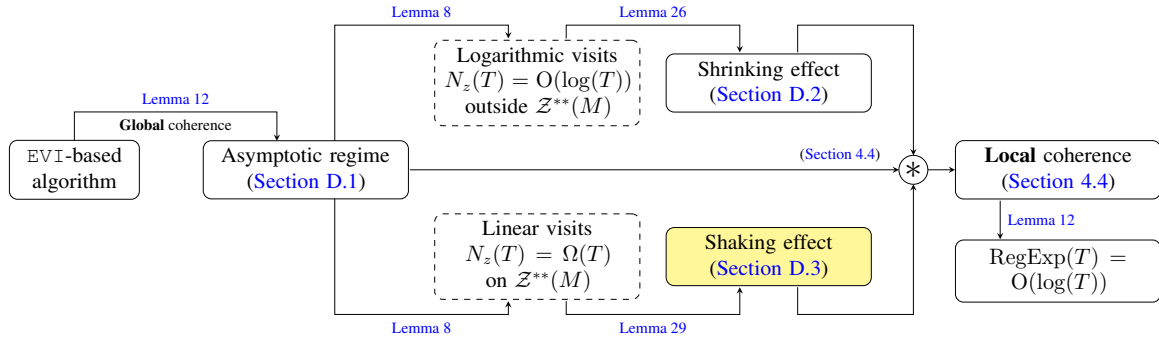 Lemma 8
Lemma 26
Logarithmic visits
N_z(T) = O(log(T))
outside 𝒵**(M)
Shrinking effect
(Section D.2)
Lemma 12
Global coherence
EVI-based
algorithm
Asymptotic regime
(Section D.1)
(Section 4.4)
*
Local coherence
(Section 4.4)
Lemma 12
RegExp(T) =
O(log(T))
Linear visits
N_z(T) = Ω(T)
on 𝒵**(M)
Shaking effect
(Section D.3)
Lemma 8
Lemma 29